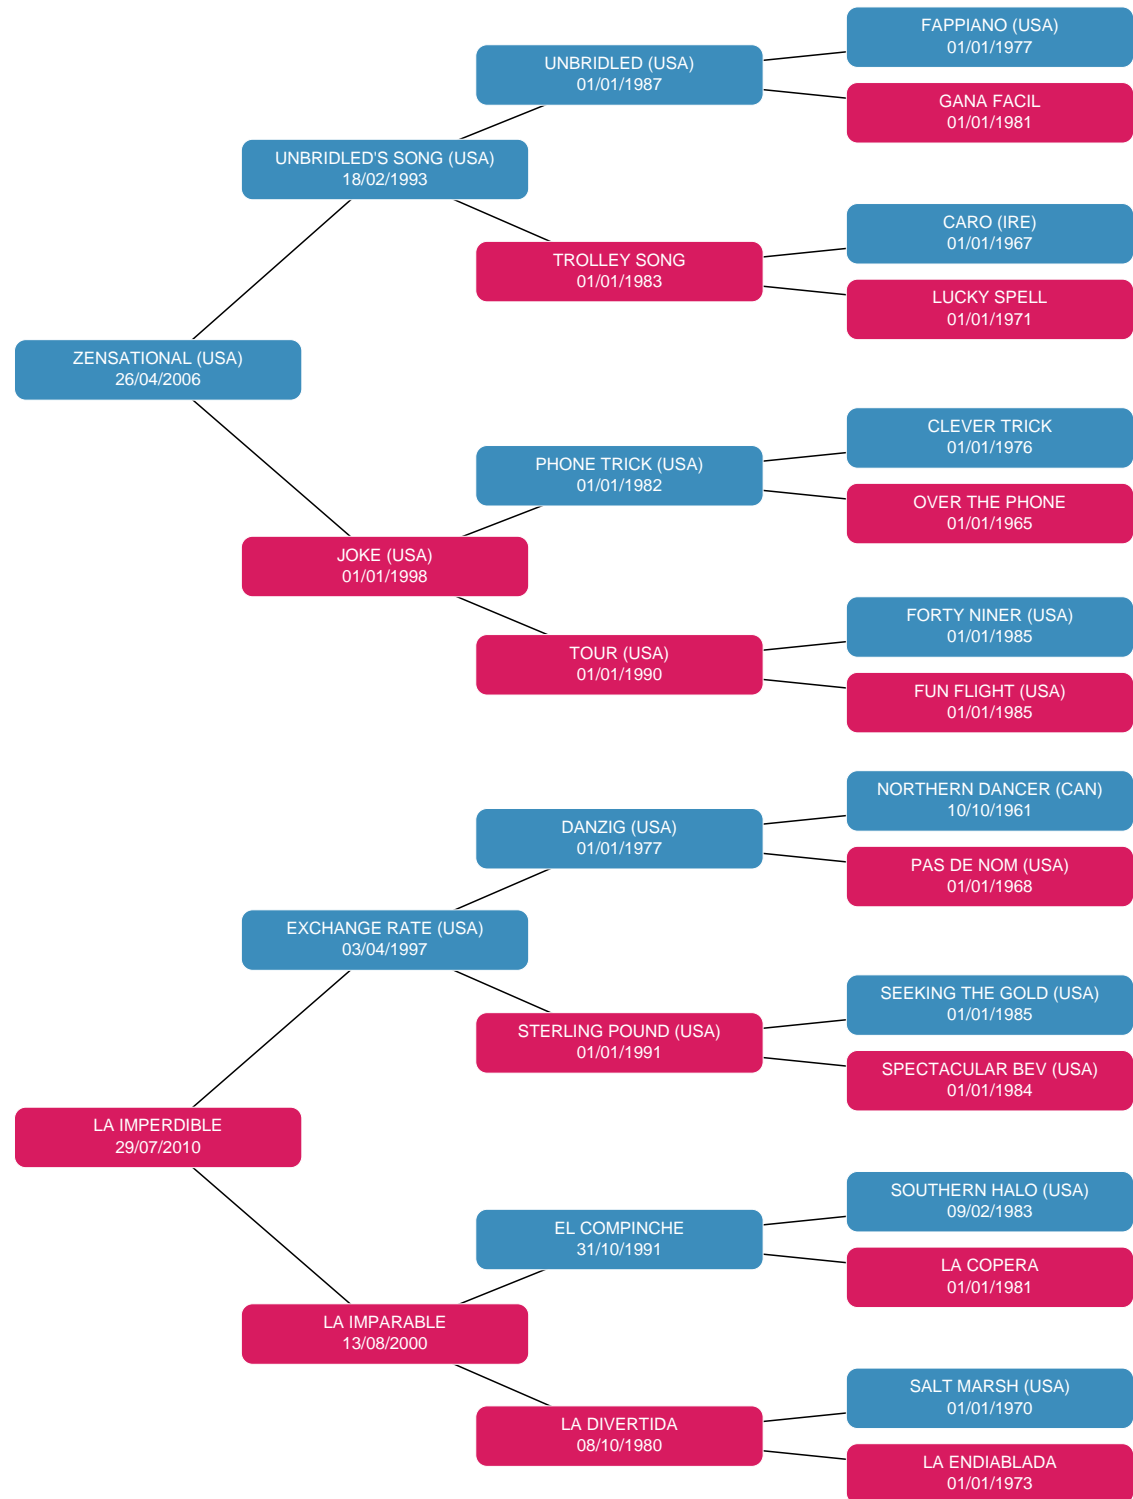 FAPPIANO (USA)
01/01/1977
UNBRIDLED (USA)
01/01/1987
GANA FACIL
01/01/1981
UNBRIDLED'S SONG (USA)
18/02/1993
CARO (IRE)
01/01/1967
TROLLEY SONG
01/01/1983
LUCKY SPELL
01/01/1971
ZENSATIONAL (USA)
26/04/2006
CLEVER TRICK
01/01/1976
PHONE TRICK (USA)
01/01/1982
OVER THE PHONE
01/01/1965
JOKE (USA)
01/01/1998
FORTY NINER (USA)
01/01/1985
TOUR (USA)
01/01/1990
FUN FLIGHT (USA)
01/01/1985
NORTHERN DANCER (CAN)
10/10/1961
DANZIG (USA)
01/01/1977
PAS DE NOM (USA)
01/01/1968
EXCHANGE RATE (USA)
03/04/1997
SEEKING THE GOLD (USA)
01/01/1985
STERLING POUND (USA)
01/01/1991
SPECTACULAR BEV (USA)
01/01/1984
LA IMPERDIBLE
29/07/2010
SOUTHERN HALO (USA)
09/02/1983
EL COMPINCHE
31/10/1991
LA COPERA
01/01/1981
LA IMPARABLE
13/08/2000
SALT MARSH (USA)
01/01/1970
LA DIVERTIDA
08/10/1980
LA ENDIABLADA
01/01/1973